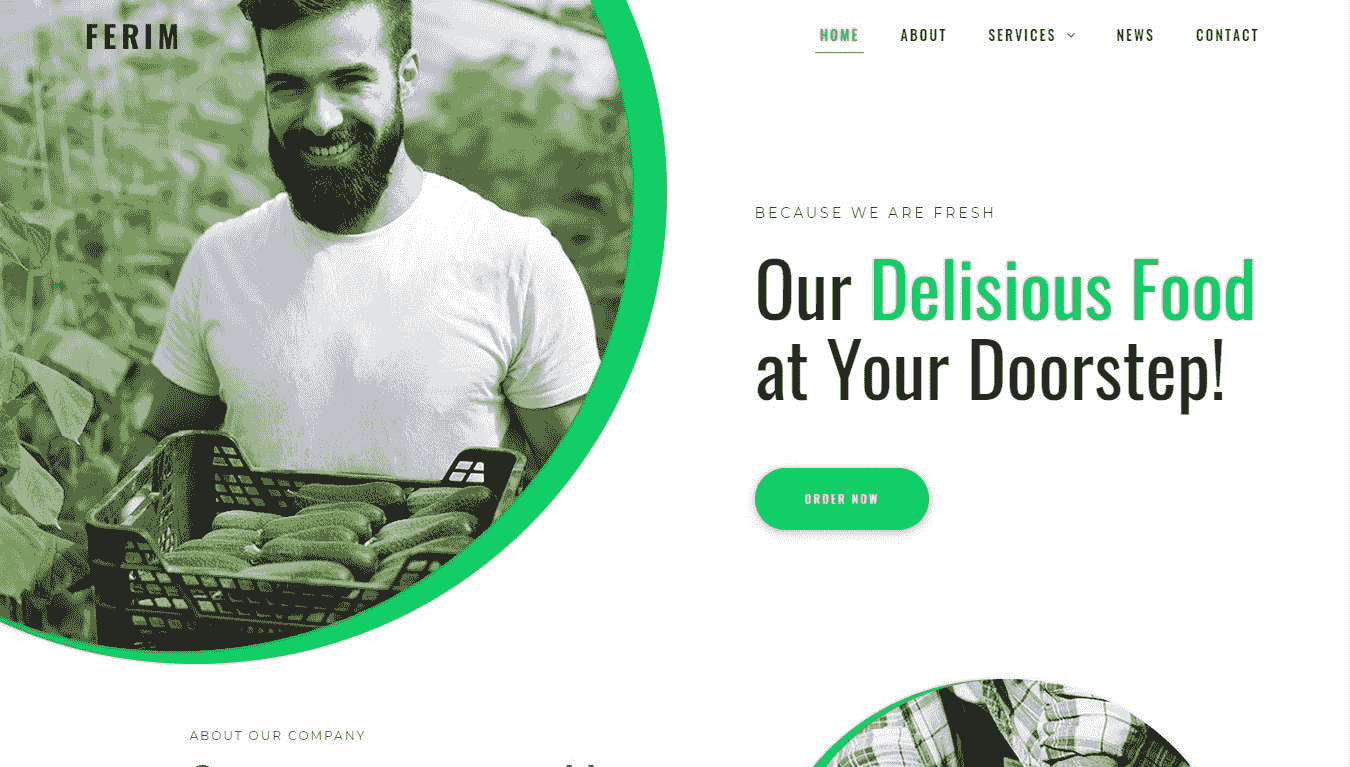 FERIM
HOME ABOUT SERVICES NEWS CONTACT
BECAUSE WE ARE FRESH
Our Delisious Food
at Your Doorstep!
ORDER NOW
ABOUT OUR COMPANY